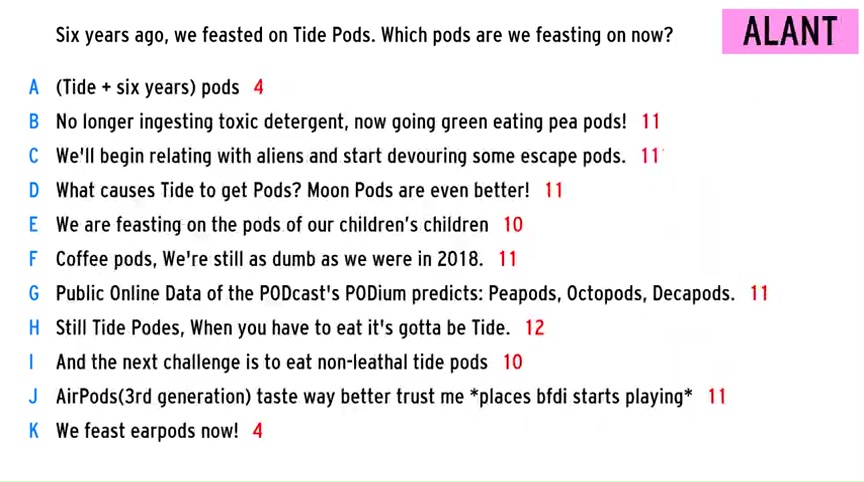 Six years ago, we feasted on Tide Pods. Which pods are we feasting on now?
ALANT
A (Tide + six years) pods 4
B No longer ingesting toxic detergent, now going green eating pea pods! 11
C We'll begin relating with aliens and start devouring some escape pods. 11
D What causes Tide to get Pods? Moon Pods are even better! 11
E We are feasting on the pods of our children's children 10
F Coffee pods, We're still as dumb as we were in 2018. 11
G Public Online Data of the PODcast's PODium predicts: Peapods, Octopods, Decapods. 11
H Still Tide Podes, When you have to eat it's gotta be Tide. 12
I And the next challenge is to eat non-leathal tide pods 10
J AirPods(3rd generation) taste way better trust me *places bfdi starts playing* 11
K We feast earpods now! 4